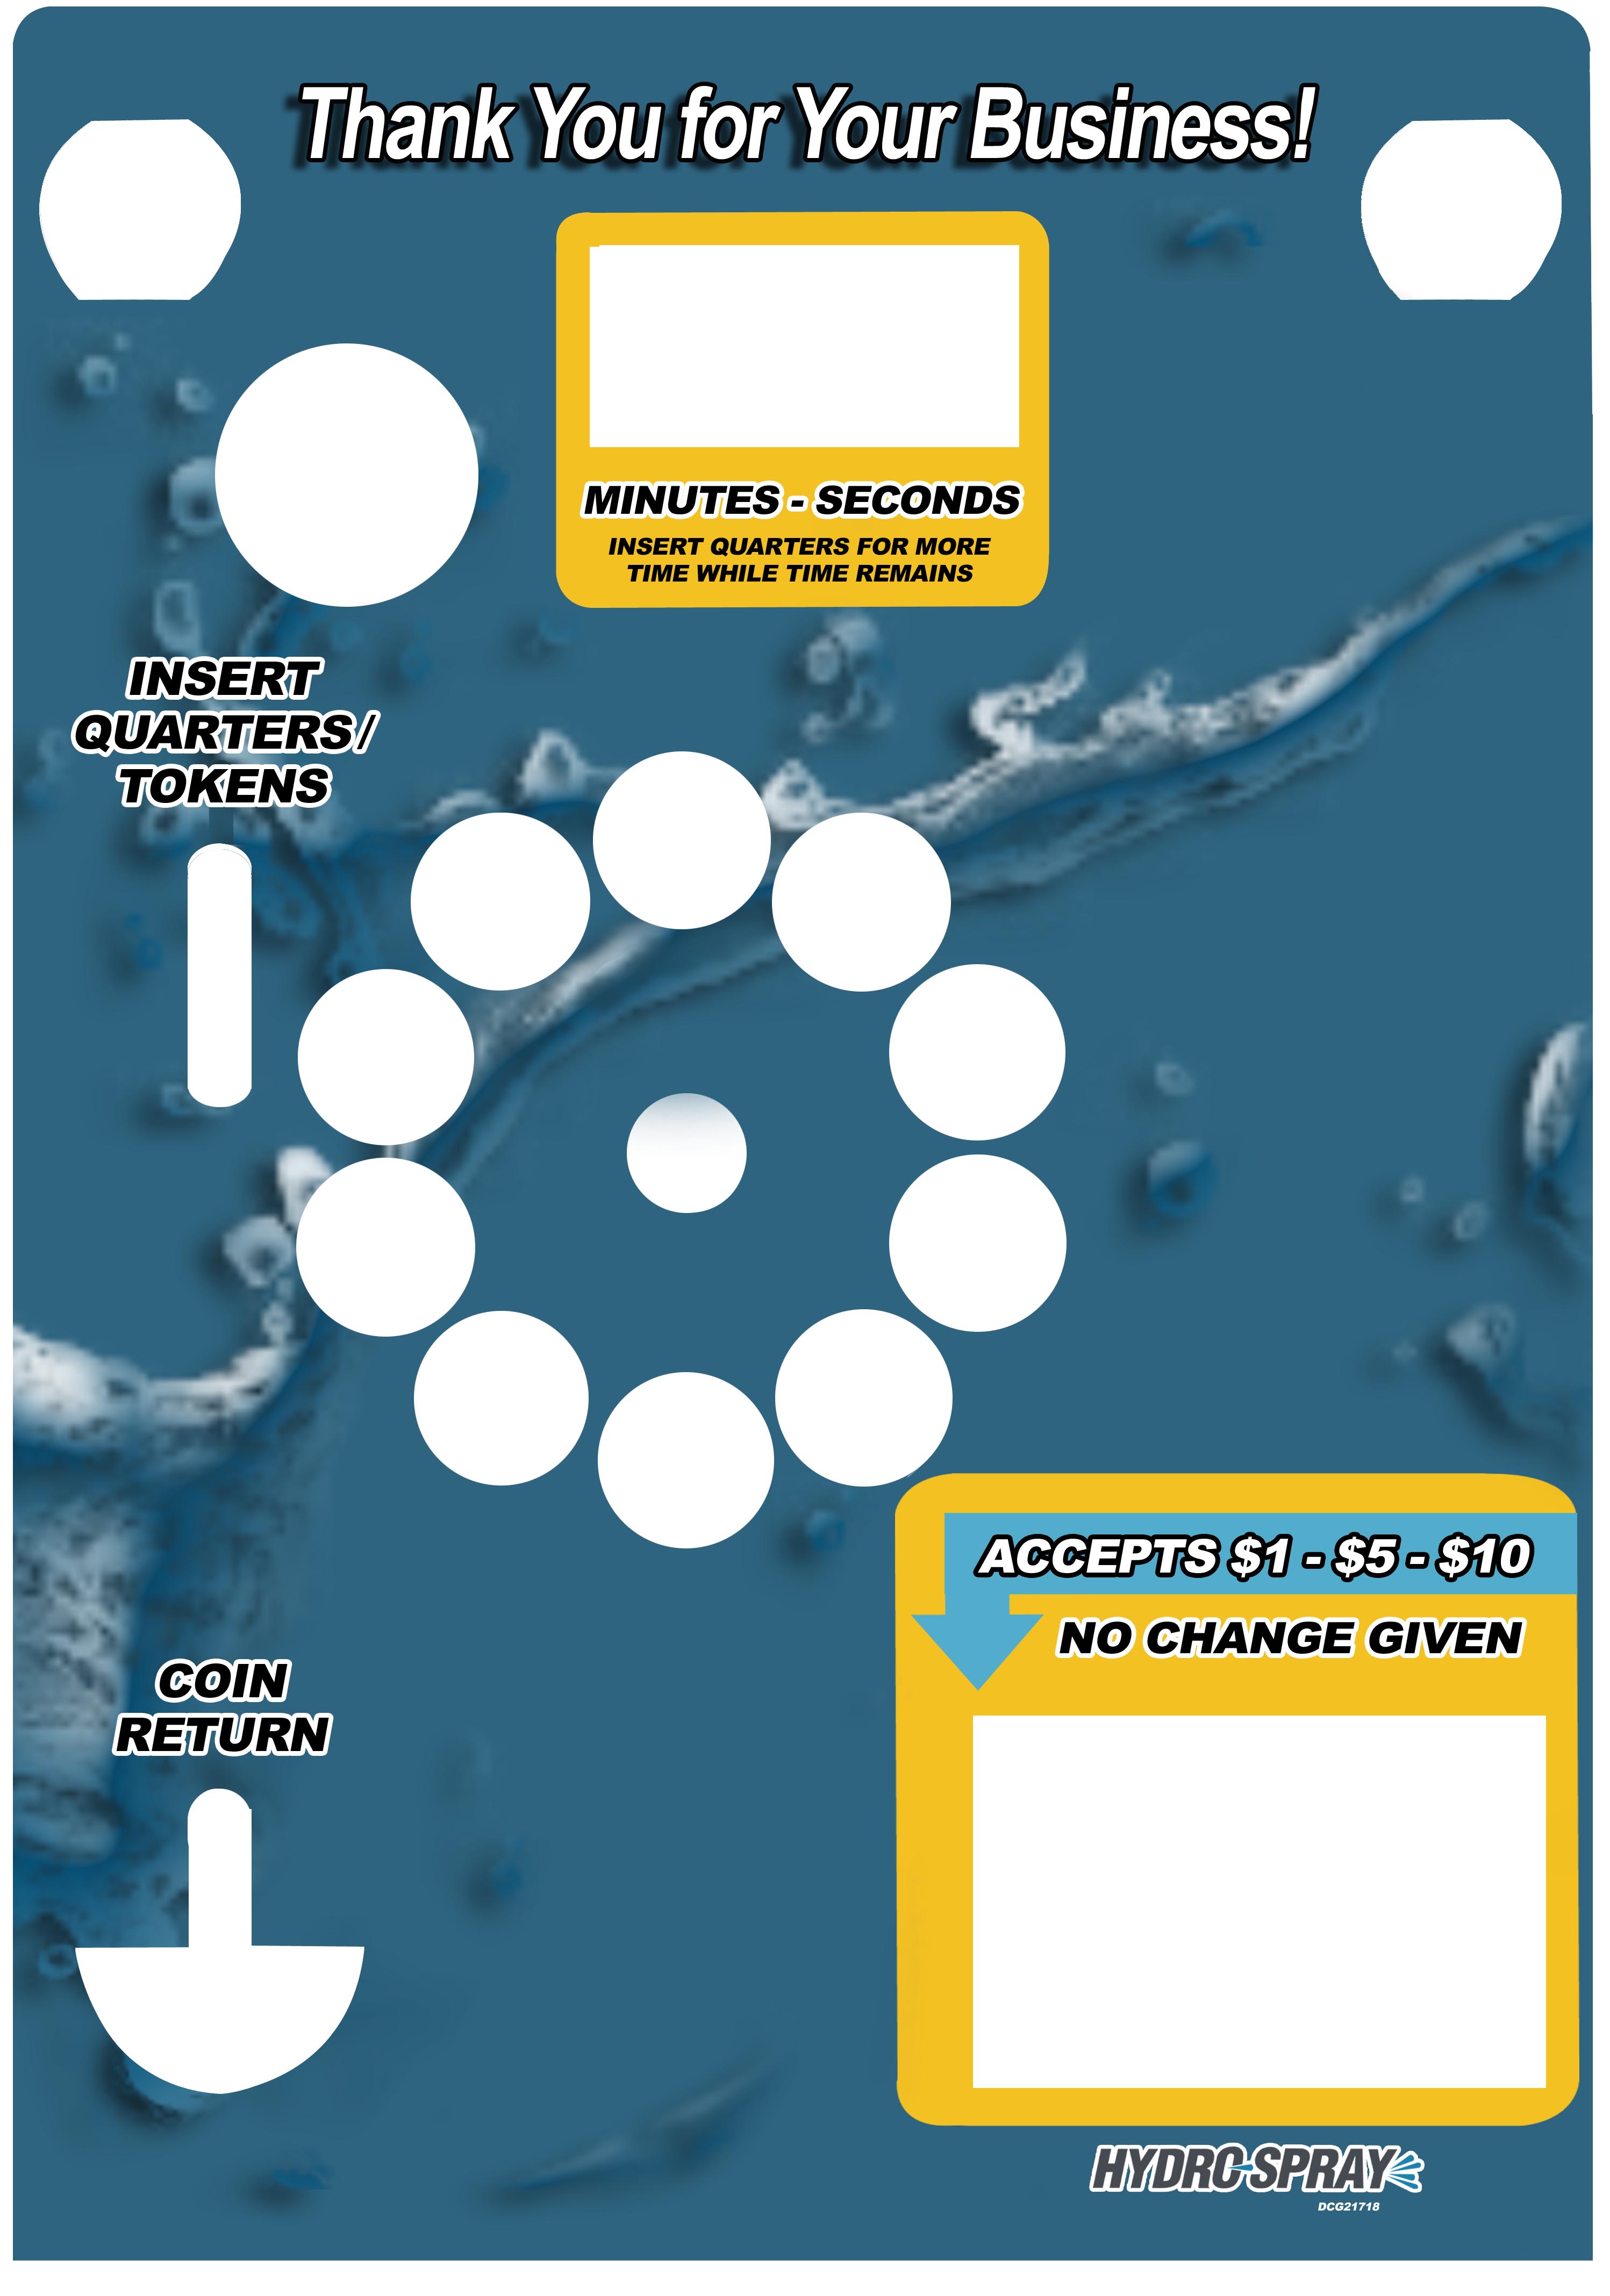 Thank You for Your Business!
MINUTES - SECONDS
INSERT QUARTERS FOR MORE
TIME WHILE TIME REMAINS
INSERT
QUARTERS/
TOKENS
ACCEPTS $1 - $5 - $10
NO CHANGE GIVEN
COIN
RETURN
HYDRO-SPRAY
DCG21718